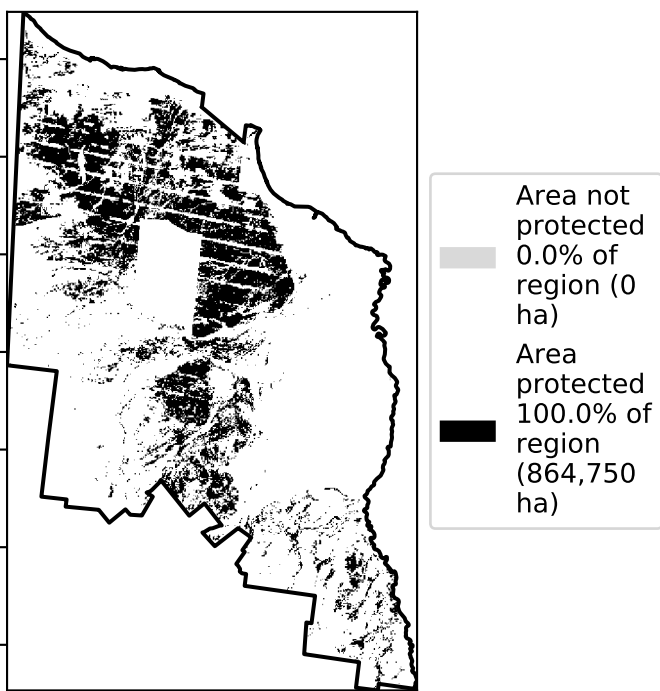 Area not
protected
0.0% of
region (0
ha)
Area
protected
100.0% of
region
(864,750
ha)